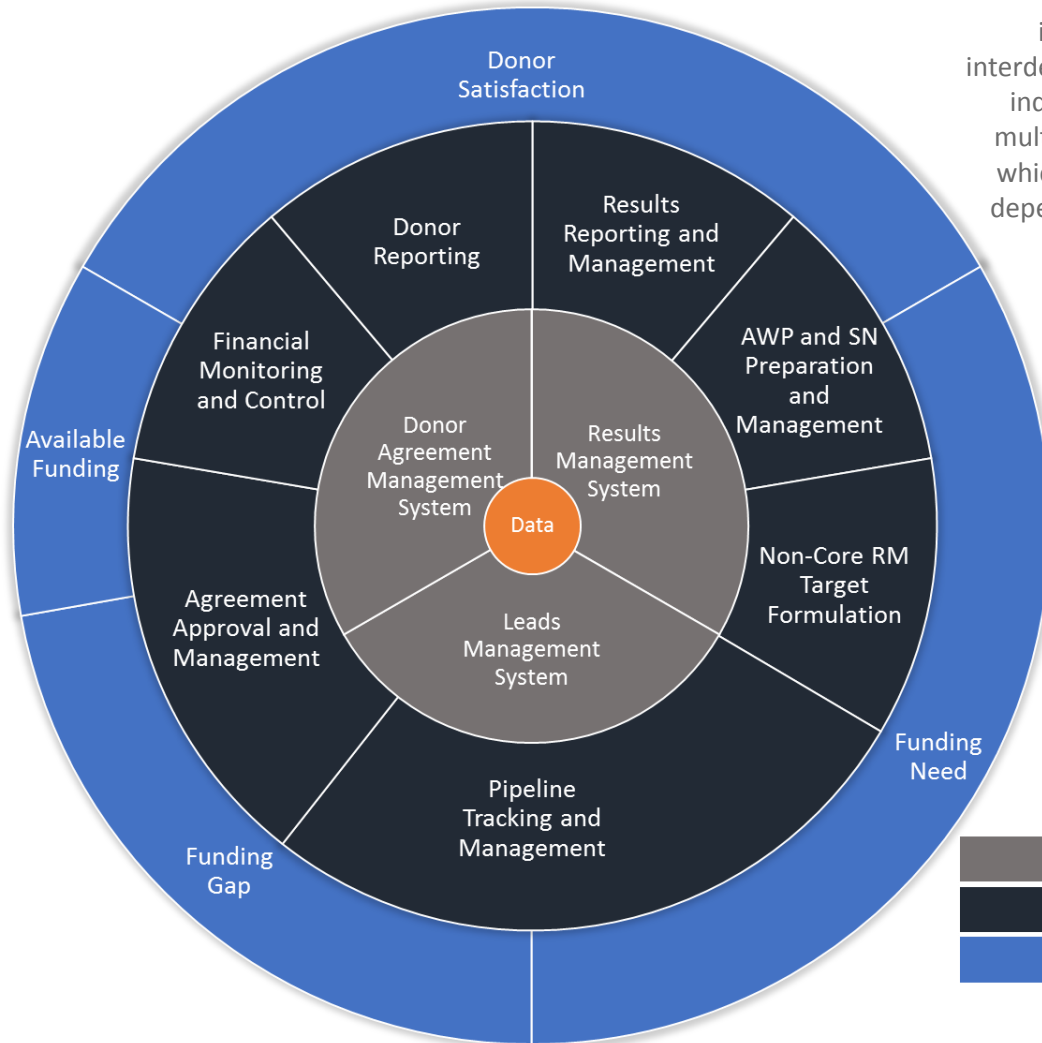 Donor
Satisfaction
Donor
Reporting
Results
Reporting and
Management
Financial
Monitoring
and Control
AWP and SN
Preparation
and
Management
Available
Funding
Donor
Agreement
Management
System
Results
Management
System
Data
Agreement
Approval and
Management
Non-Core RM
Target
Formulation
Leads
Management
System
Pipeline
Tracking and
Management
Funding
Need
Funding
Gap